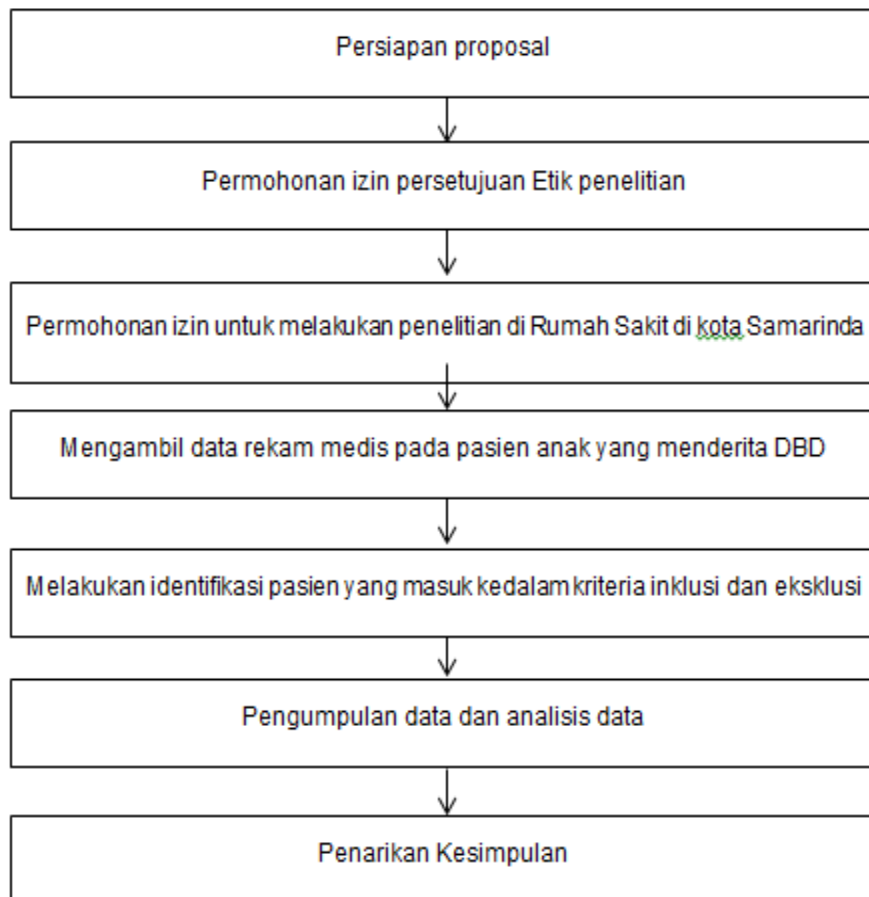 Persiapan proposal
Permohonan izin persetujuan Etik penelitian
Permohonan izin untuk melakukan penelitian di Rumah Sakit di kota Samarinda
Mengambil data rekam medis pada pasien anak yang menderita DBD
Melakukan identifikasi pasien yang masuk kedalam kriteria inklusi dan eksklusi
Pengumpulan data dan analisis data
Penarikan Kesimpulan